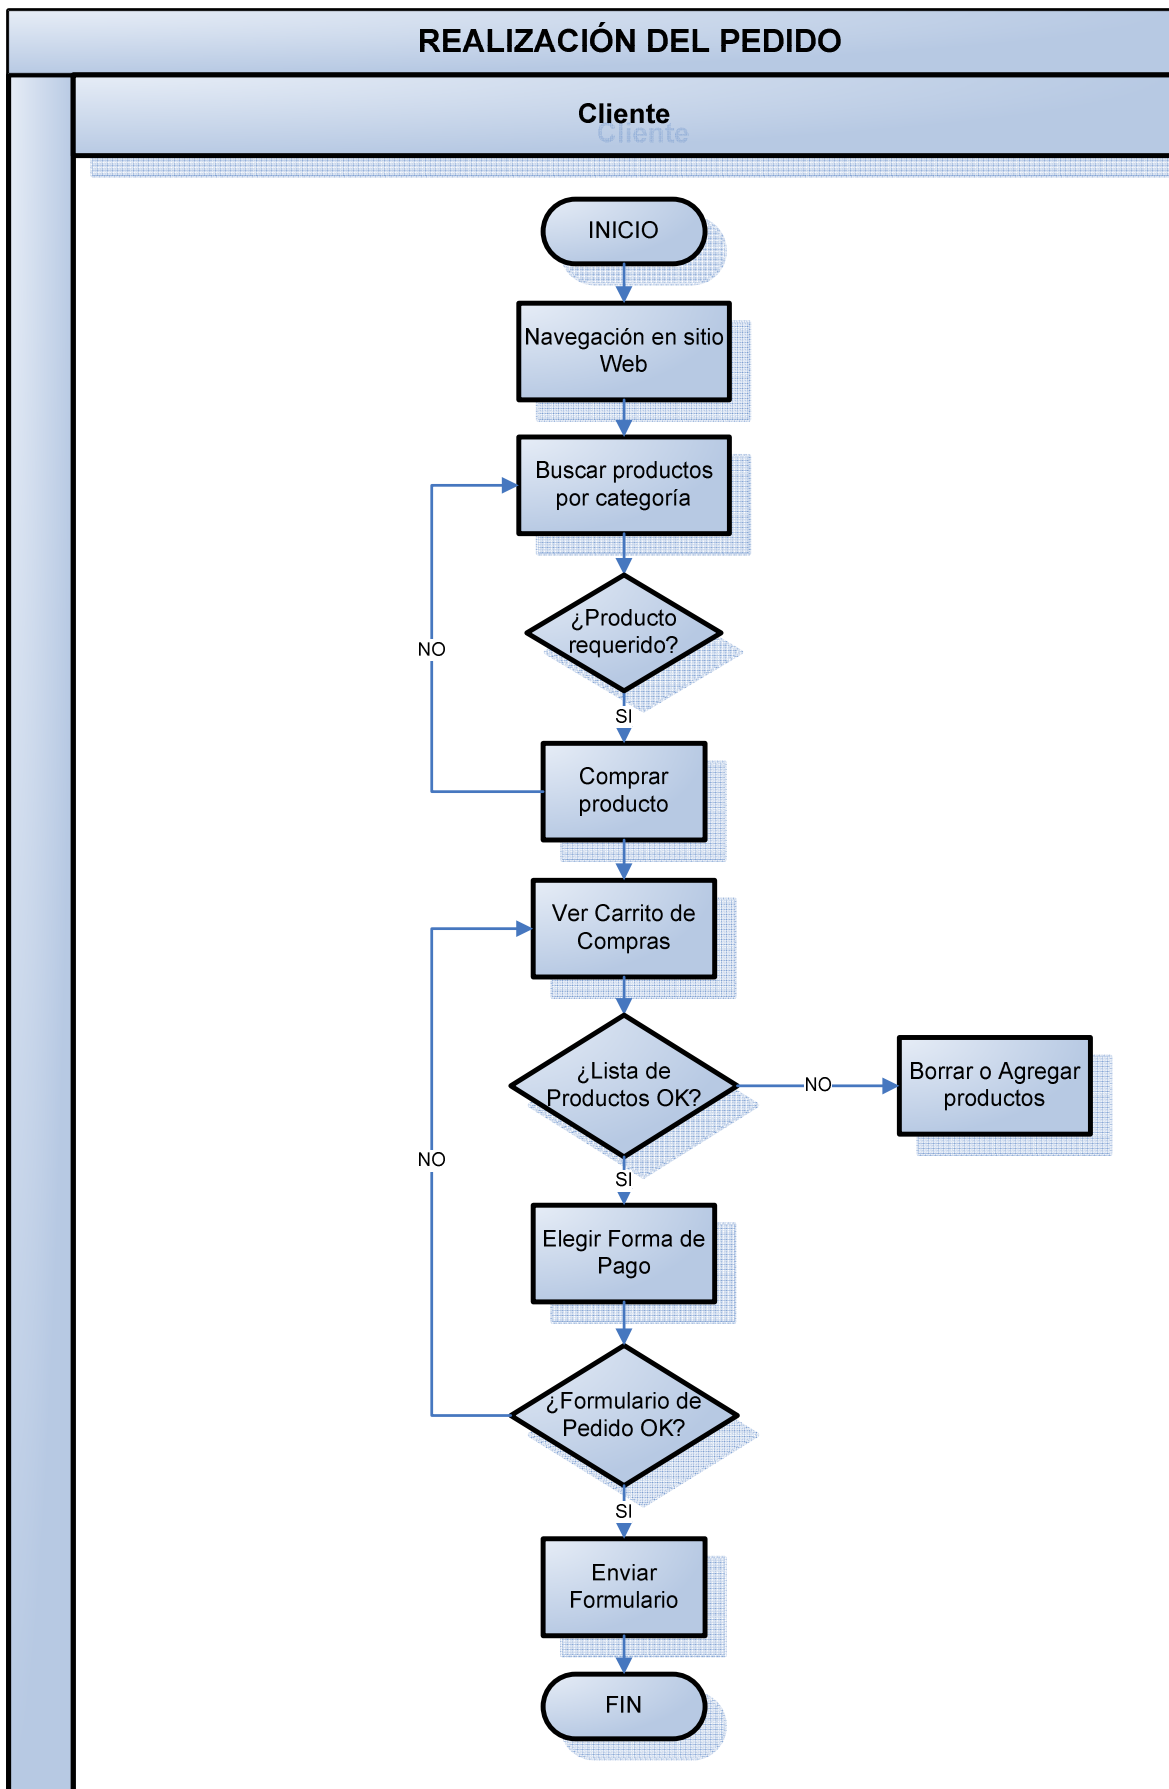 REALIZACIÓN DEL PEDIDO
Cliente
INICIO
Navegación en sitio
Web
Buscar productos
por categoría
¿Producto
requerido?
NO
SI
Comprar
producto
Ver Carrito de
Compras
¿Lista de
Productos OK?
NO
Borrar o Agregar
productos
NO
SI
Elegir Forma de
Pago
¿Formulario de
Pedido OK?
SI
Enviar
Formulario
FIN